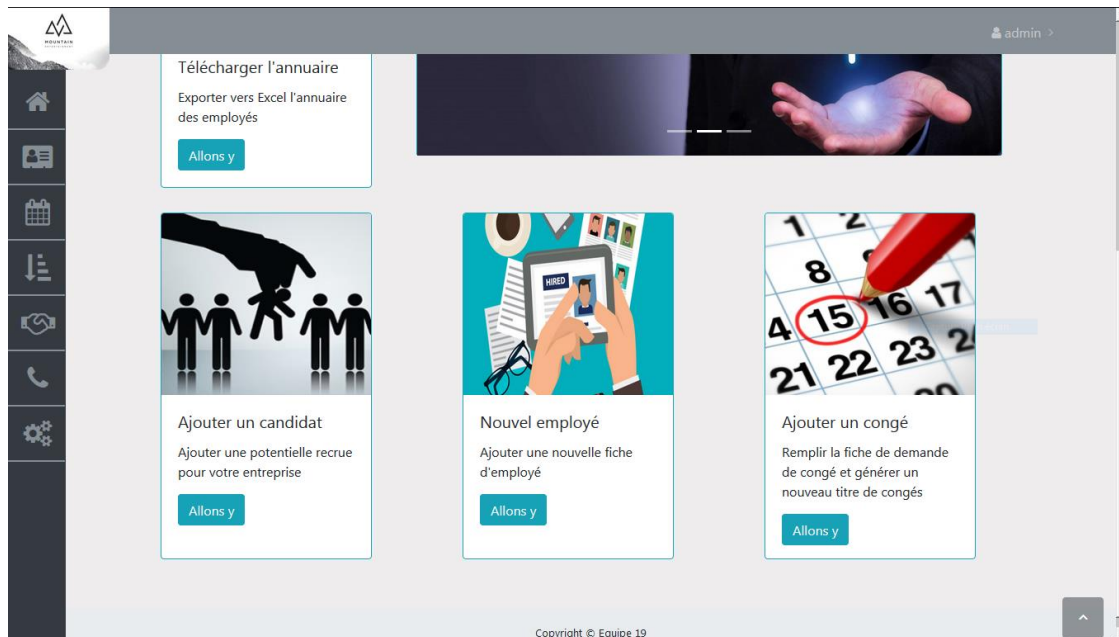 MOUNTAIN
admin
Télécharger l'annuaire
Exporter vers Excel l'annuaire
des employés
Allons y
HIRED
1 2
8
4 15 16 17
21 22 23 2
Ajouter un candidat
Ajouter une potentielle recrue
pour votre entreprise
Allons y
Nouvel employé
Ajouter une nouvelle fiche
d'employé
Allons y
Ajouter un congé
Remplir la fiche de demande
de congé et générer un
nouveau titre de congés
Allons y
Copyright © Equipe 19